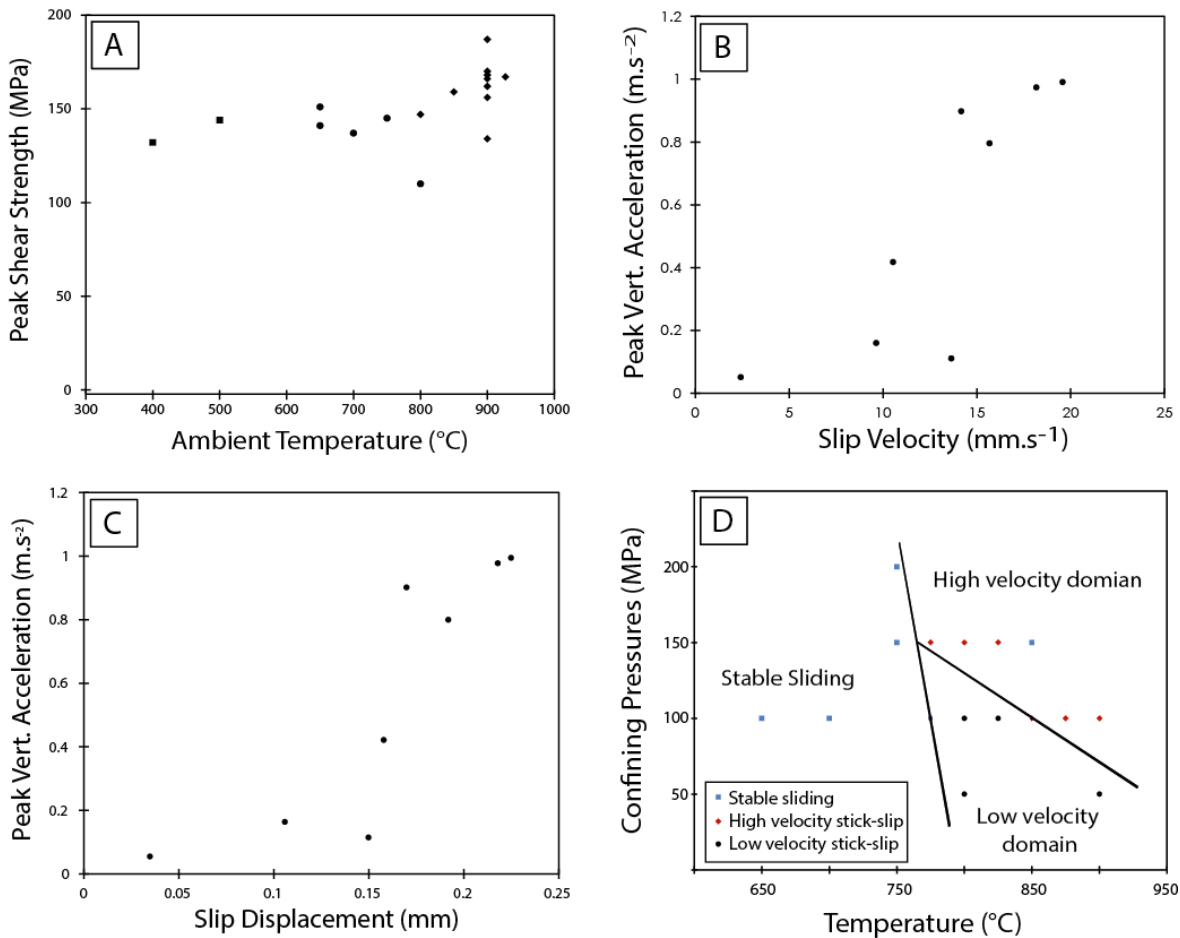 A
Peak Shear Strength (MPa)
200
150
100
50
0
300 400 500 600 700 800 900 1000
Ambient Temperature (°C)
B
Peak Vert. Acceleration (m.s⁻²)
1.2
1
0.8
0.6
0.4
0.2
0
0 5 10 15 20 25
Slip Velocity (mm.s⁻¹)
C
Peak Vert. Acceleration (m.s⁻²)
1.2
1
0.8
0.6
0.4
0.2
0
0 0.05 0.1 0.15 0.2 0.25
Slip Displacement (mm)
D
Confining Pressures (MPa)
200
150
100
50
High velocity domian
Stable Sliding
Low velocity
domain
Stable sliding
High velocity stick-slip
Low velocity stick-slip
650 750 850 950
Temperature (°C)